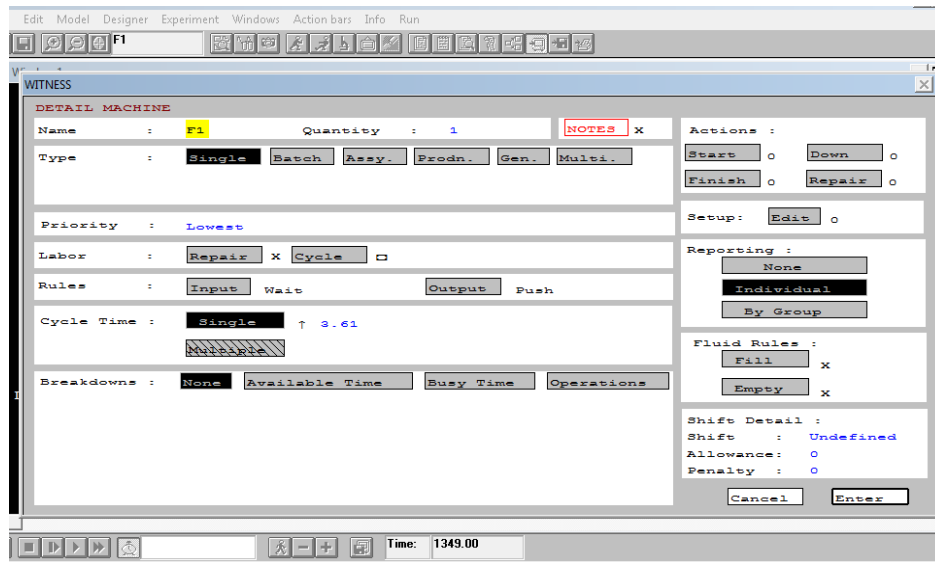 Edit Model Designer Experiment Windows Action bars Info Run
F1
WITNESS
DETAIL MACHINE
Name : F1 Quantity : 1 NOTES X
Type : Single Batch Assy. Prodn. Gen. Multi.
Priority : Lowest
Labor : Repair X Cycle
Rules : Input Wait Output Push
Cycle Time : Single ↑ 3.61
Multiple
Breakdowns : None Available Time Busy Time Operations
Actions :
Start o Down o
Finish o Repair o
Setup: Edit o
Reporting :
None
Individual
By Group
Fluid Rules :
Fill X
Empty X
Shift Detail :
Shift : Undefined
Allowance: 0
Penalty : 0
Cancel Enter
Time: 1349.00